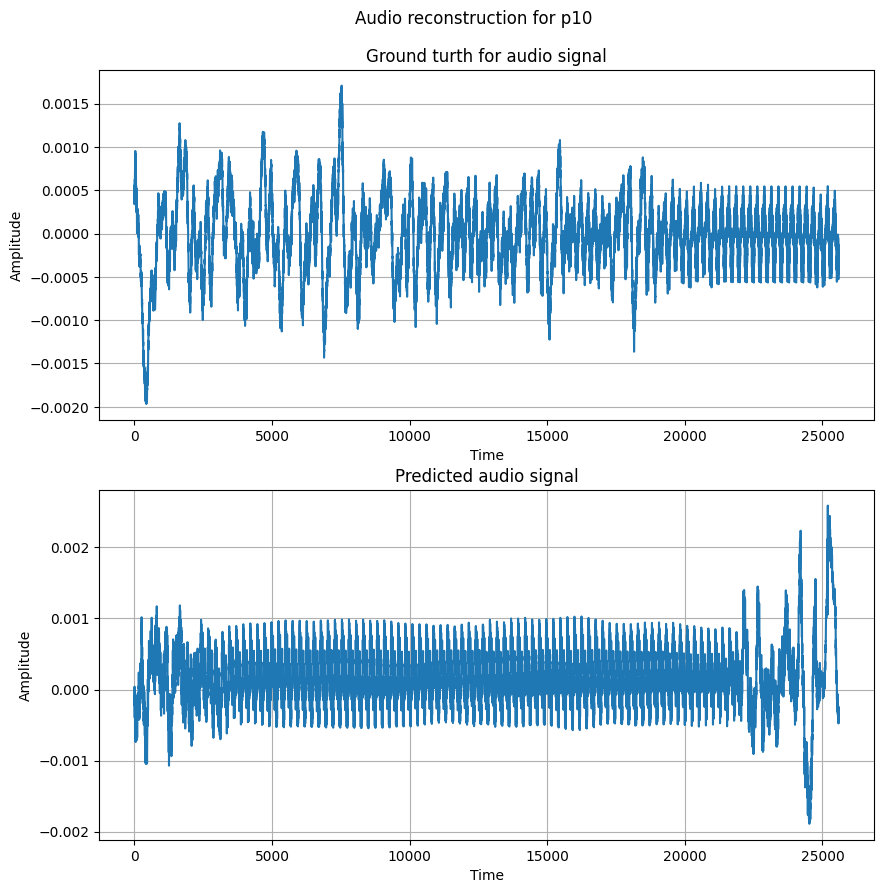 Audio reconstruction for p10
Ground turth for audio signal
Amplitude
0.0015
0.0010
0.0005
0.0000
−0.0005
−0.0010
−0.0015
−0.0020
0 5000 10000 15000 20000 25000
Time
Predicted audio signal
Amplitude
0.002
0.001
0.000
−0.001
−0.002
0 5000 10000 15000 20000 25000
Time